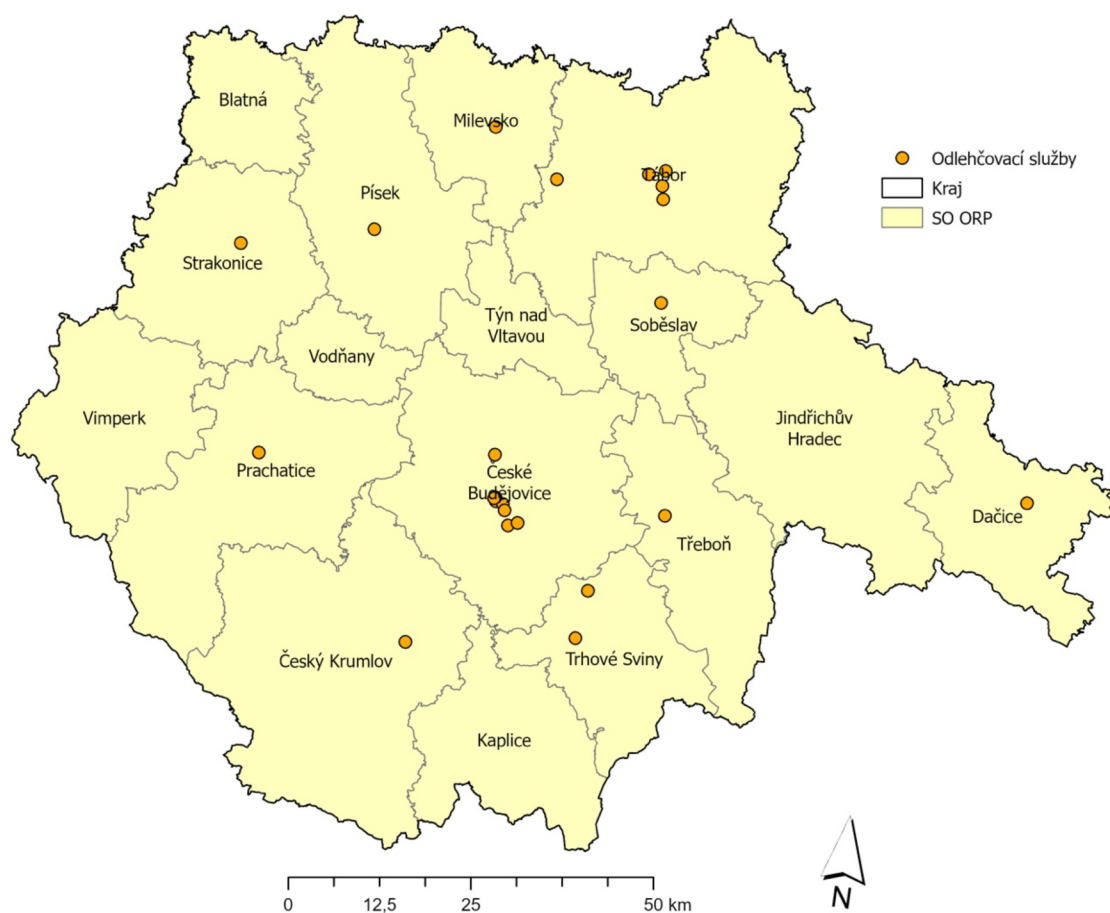 Blatná
Milevsko
Tábor
Odlehčovací služby
Kraj
SO ORP
Písek
Strakonice
Týn nad
Vltavou
Soběslav
Vodňany
Vimperk
Jindřichův
Hradec
Prachatice
České
Budějovice
Dačice
Třeboň
Český Krumlov
Trhové Sviny
Kaplice
N
0 12,5 25 50 km